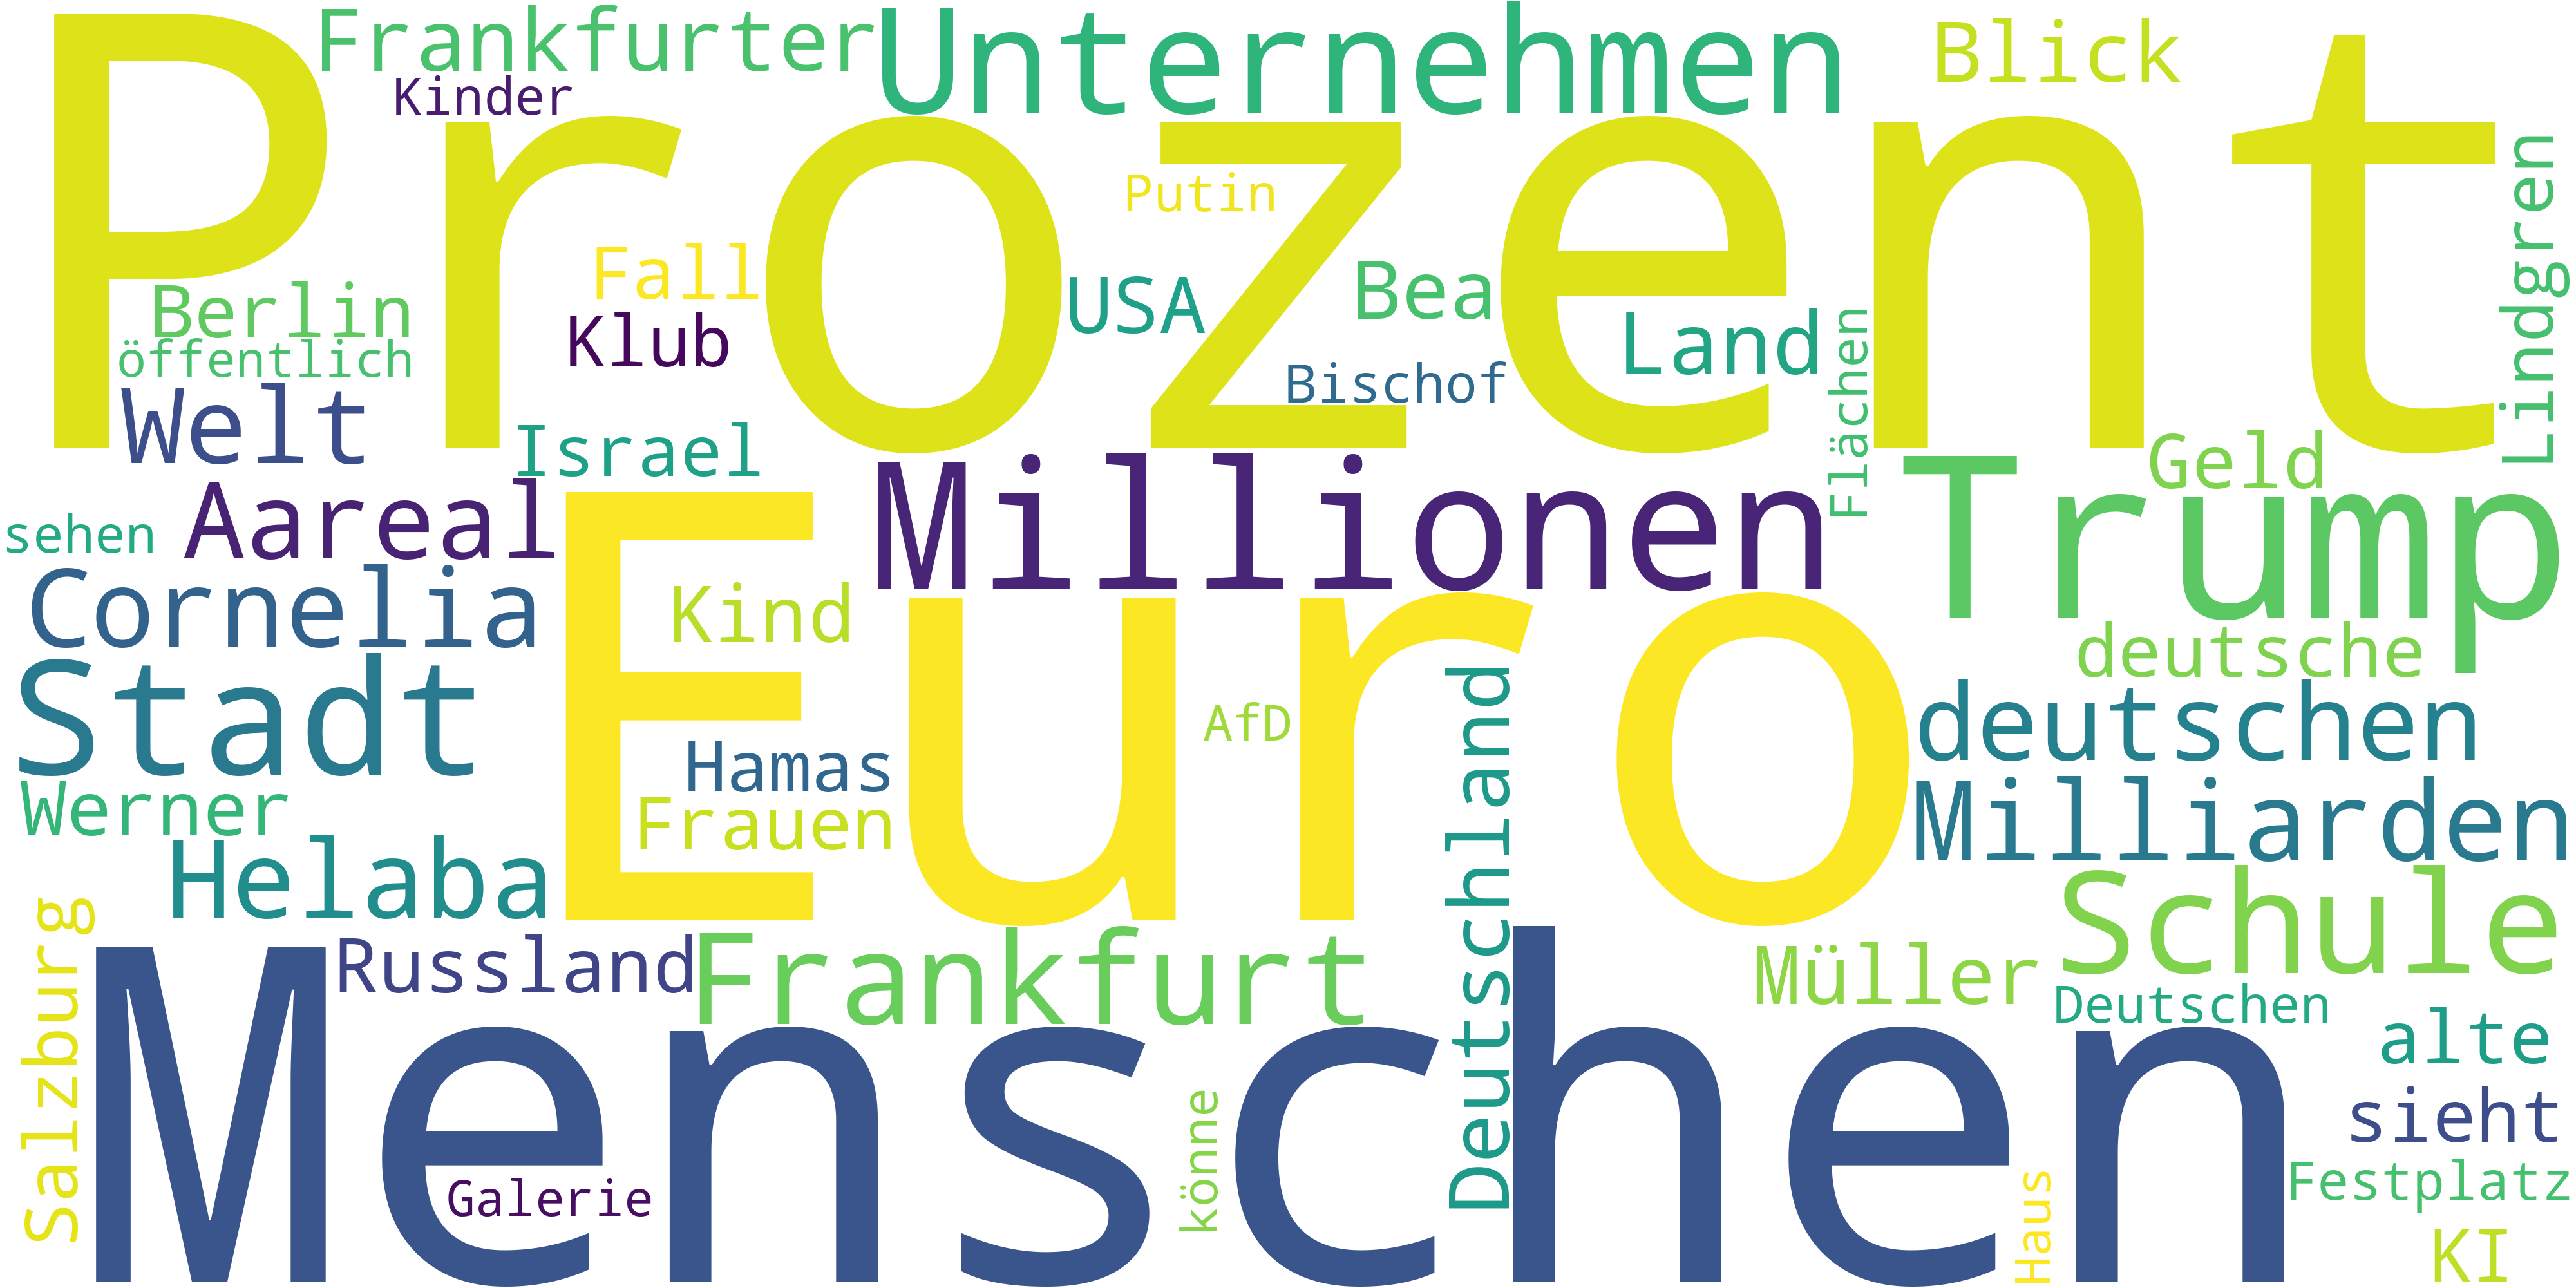 Prozent
Frankfurter
Unternehmen
Blick
Kinder
Putin
Lindgren
Fall
Berlin
USA
Bea
Klub
Land
öffentlich
Bischof
Flächen
Welt
Israel
Geld
Millionen
Trump
Aareal
sehen
Euro
Cornelia
Kind
deutsche
Stadt
Deutschland
deutschen
AfD
Hamas
Werner
Frauen
Milliarden
Helaba
Schule
Salzburg
Russland
Frankfurt
Müller
Menschen
Deutschen
alte
könne
sieht
Galerie
Haus
Festplatz
KI